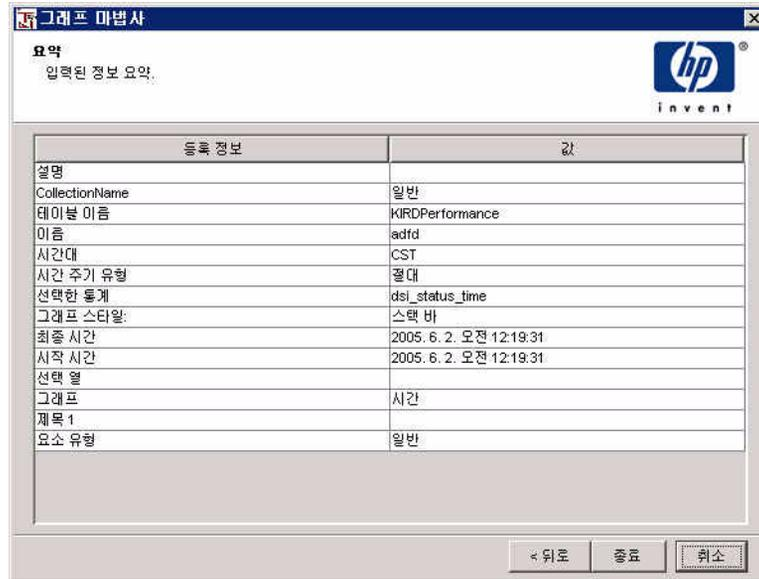 그래프 마법사
요약
입력된 정보 요약.
hp
®
invent
등록 정보 값
설명
CollectionName 일반
테이블 이름 KIRDPerformance
이름 adfd
시간대 CST
시간 주기 유형 절대
선택한 통계 dsi_status_time
그래프 스타일: 스택 바
최종 시간 2005. 6. 2. 오전 12:19:31
시작 시간 2005. 6. 2. 오전 12:19:31
선택 열
그래프 시간
제목 1
요소 유형 일반
< 뒤로 종료 취소